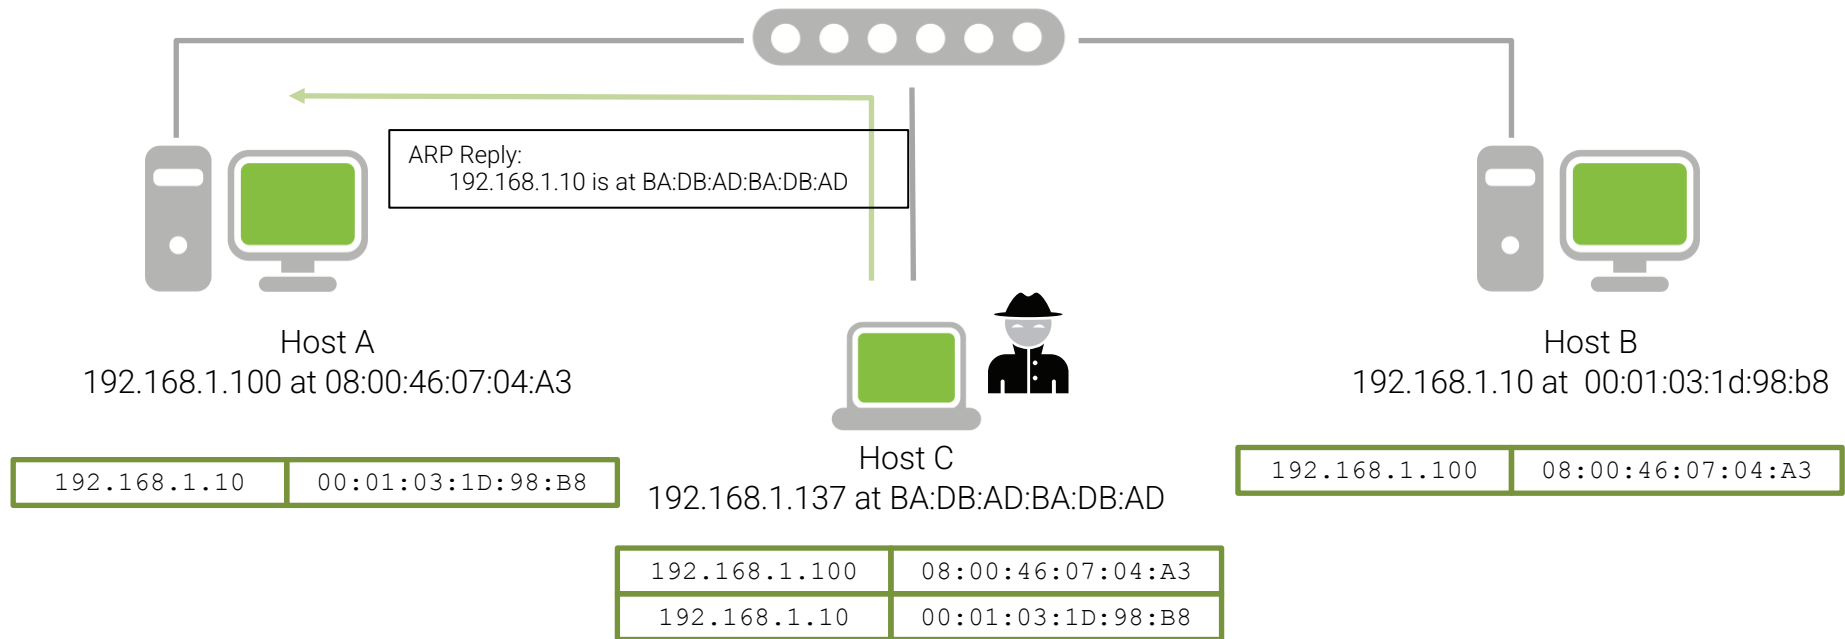 ARP Reply:
192.168.1.10 is at BA:DB:AD:BA:DB:AD
Host A
192.168.1.100 at 08:00:46:07:04:A3
Host B
192.168.1.10 at 00:01:03:1d:98:b8
192.168.1.10 00:01:03:1D:98:B8
Host C
192.168.1.137 at BA:DB:AD:BA:DB:AD
192.168.1.100 08:00:46:07:04:A3
192.168.1.100 08:00:46:07:04:A3
192.168.1.10 00:01:03:1D:98:B8